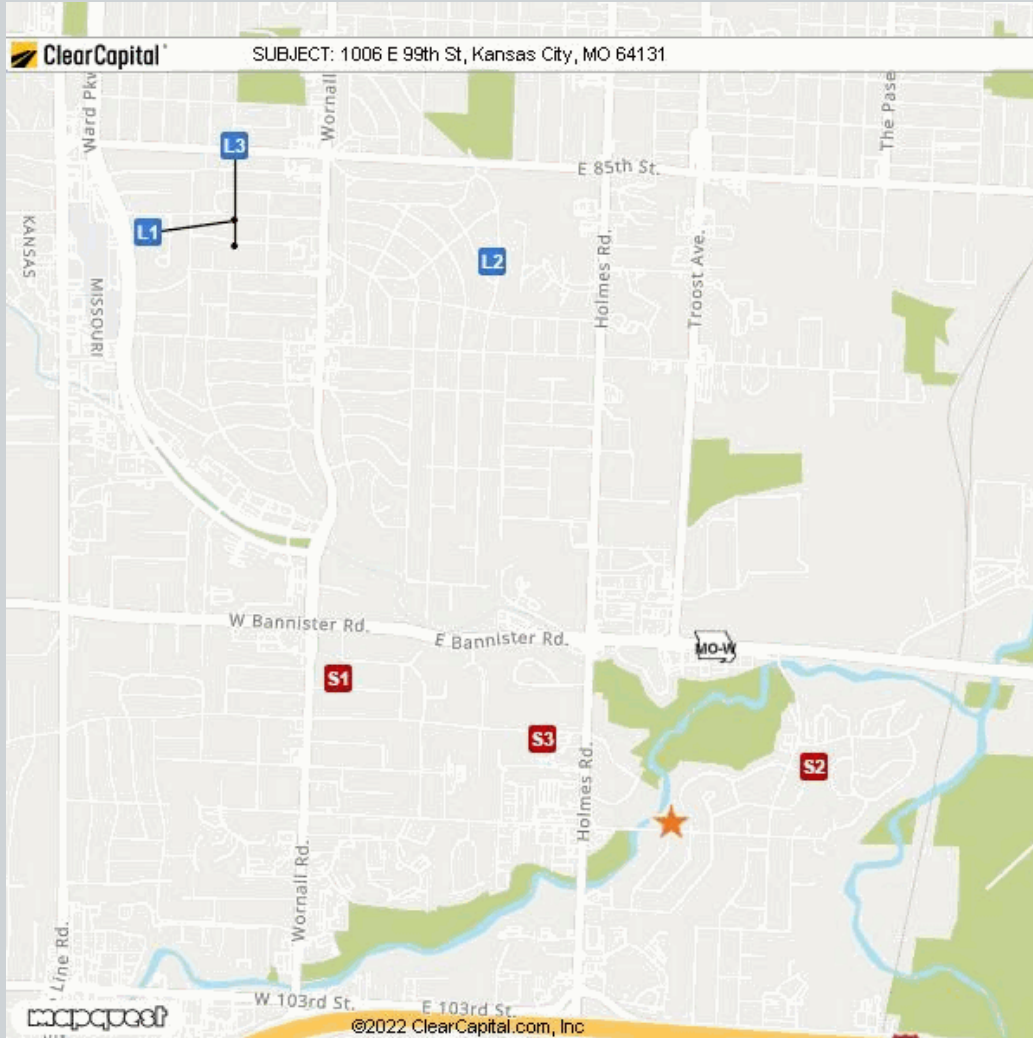 ClearCapital SUBJECT: 1006 E 99th St, Kansas City, MO 64131
Ward Pkwy
Wornall
The Pase
L3
E 85th St.
L1
KANSAS
L2
Holmes Rd.
Troost Ave.
MISSOURI
W Bannister Rd.
E Bannister Rd.
MO-W
S1
S3
S2
Holmes Rd.
Wornall Rd.
Line Rd.
W 103rd St.
E 103rd St.
mapquest
©2022 ClearCapital.com, Inc